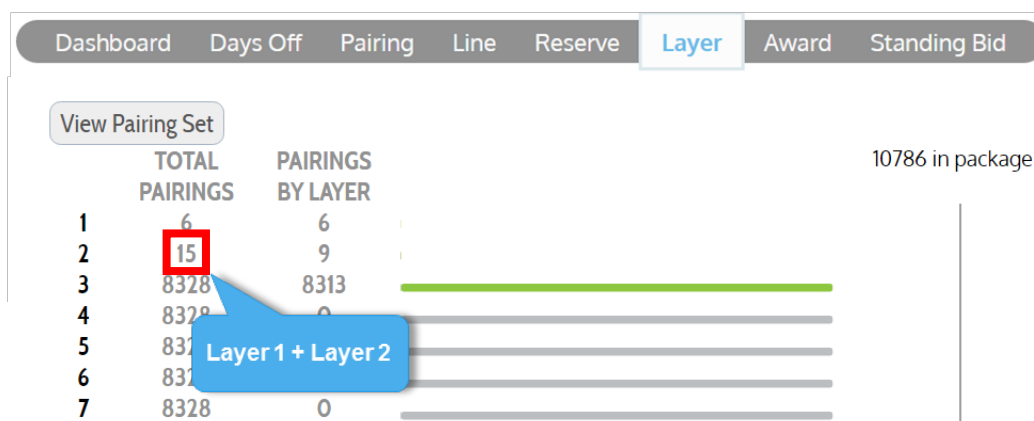 Dashboard Days Off Pairing Line Reserve Layer Award Standing Bid
View Pairing Set
TOTAL PAIRINGS PAIRINGS BY LAYER
10786 in package
1 6 6
2 15 9
3 8328 8313
4 8328 0
5
6
7 8328 0
Layer 1 + Layer 2